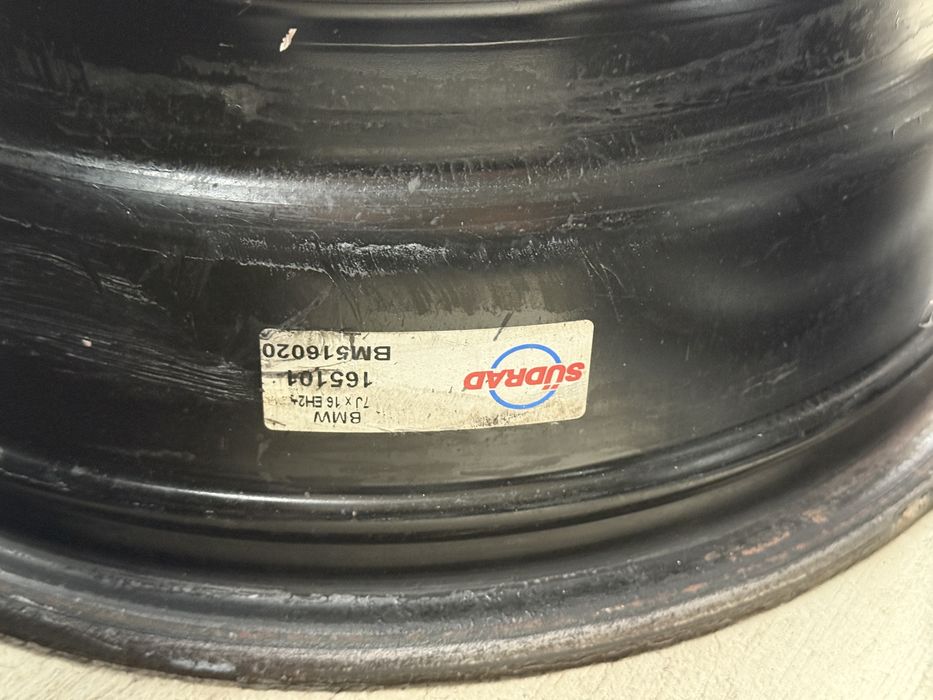 BMW
7J x 16 EH2+
165101
BM516020
SÜDRAD